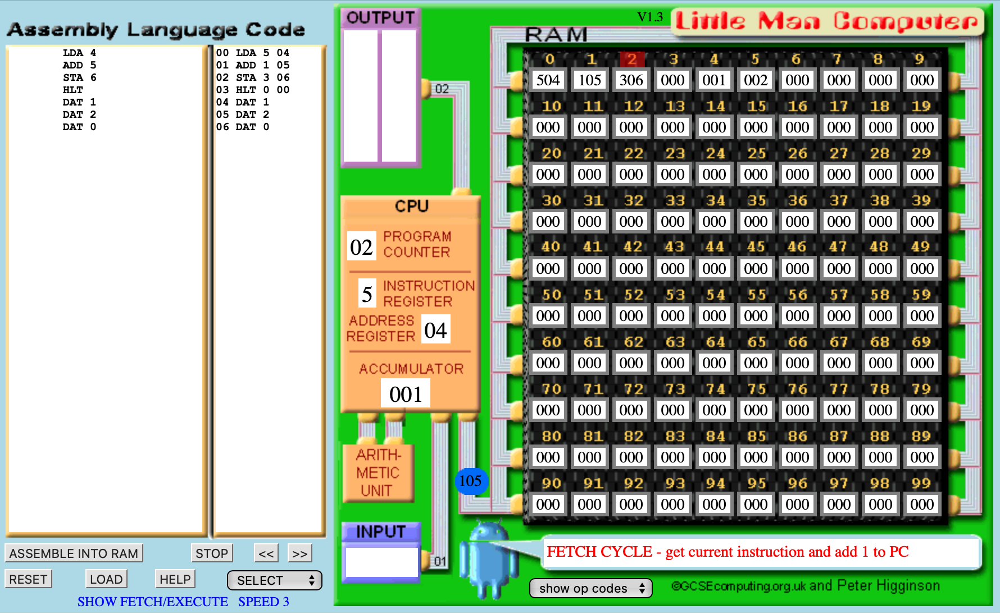 Assembly Language Code
LDA 4
ADD 5
STA 6
HLT
DAT 1
DAT 2
DAT 0
00 LDA 5 04
01 ADD 1 05
02 STA 3 06
03 HLT 0 00
04 DAT 1
05 DAT 2
06 DAT 0
ASSEMBLE INTO RAM STOP << >>
RESET LOAD HELP SELECT
SHOW FETCH/EXECUTE SPEED 3
OUTPUT
02
CPU
02 PROGRAM COUNTER
5 INSTRUCTION REGISTER
ADDRESS REGISTER 04
ACCUMULATOR
001
ARITH-
METIC
UNIT
105
INPUT
01
V1.3
Little Man Computer
RAM
0 1 2 3 4 5 6 7 8 9
504 105 306 000 001 002 000 000 000 000
10 11 12 13 14 15 16 17 18 19
000 000 000 000 000 000 000 000 000 000
20 21 22 23 24 25 26 27 28 29
000 000 000 000 000 000 000 000 000 000
30 31 32 33 34 35 36 37 38 39
000 000 000 000 000 000 000 000 000 000
40 41 42 43 44 45 46 47 48 49
000 000 000 000 000 000 000 000 000 000
50 51 52 53 54 55 56 57 58 59
000 000 000 000 000 000 000 000 000 000
60 61 62 63 64 65 66 67 68 69
000 000 000 000 000 000 000 000 000 000
70 71 72 73 74 75 76 77 78 79
000 000 000 000 000 000 000 000 000 000
80 81 82 83 84 85 86 87 88 89
000 000 000 000 000 000 000 000 000 000
90 91 92 93 94 95 96 97 98 99
000 000 000 000 000 000 000 000 000 000
FETCH CYCLE - get current instruction and add 1 to PC
show op codes
©GCSEcomputing.org.uk and Peter Higginson